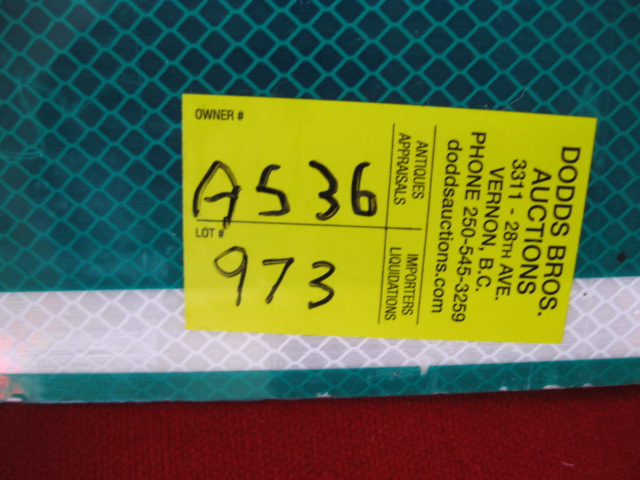 OWNER #
A536
LOT #
973
ANTIQUES
APPRAISALS
IMPORTERS
LIQUIDATIONS
DODDS BROS.
AUCTIONS
3311 - 28TH AVE.
VERNON, B.C.
PHONE 250-545-3259
doddsauctions.com